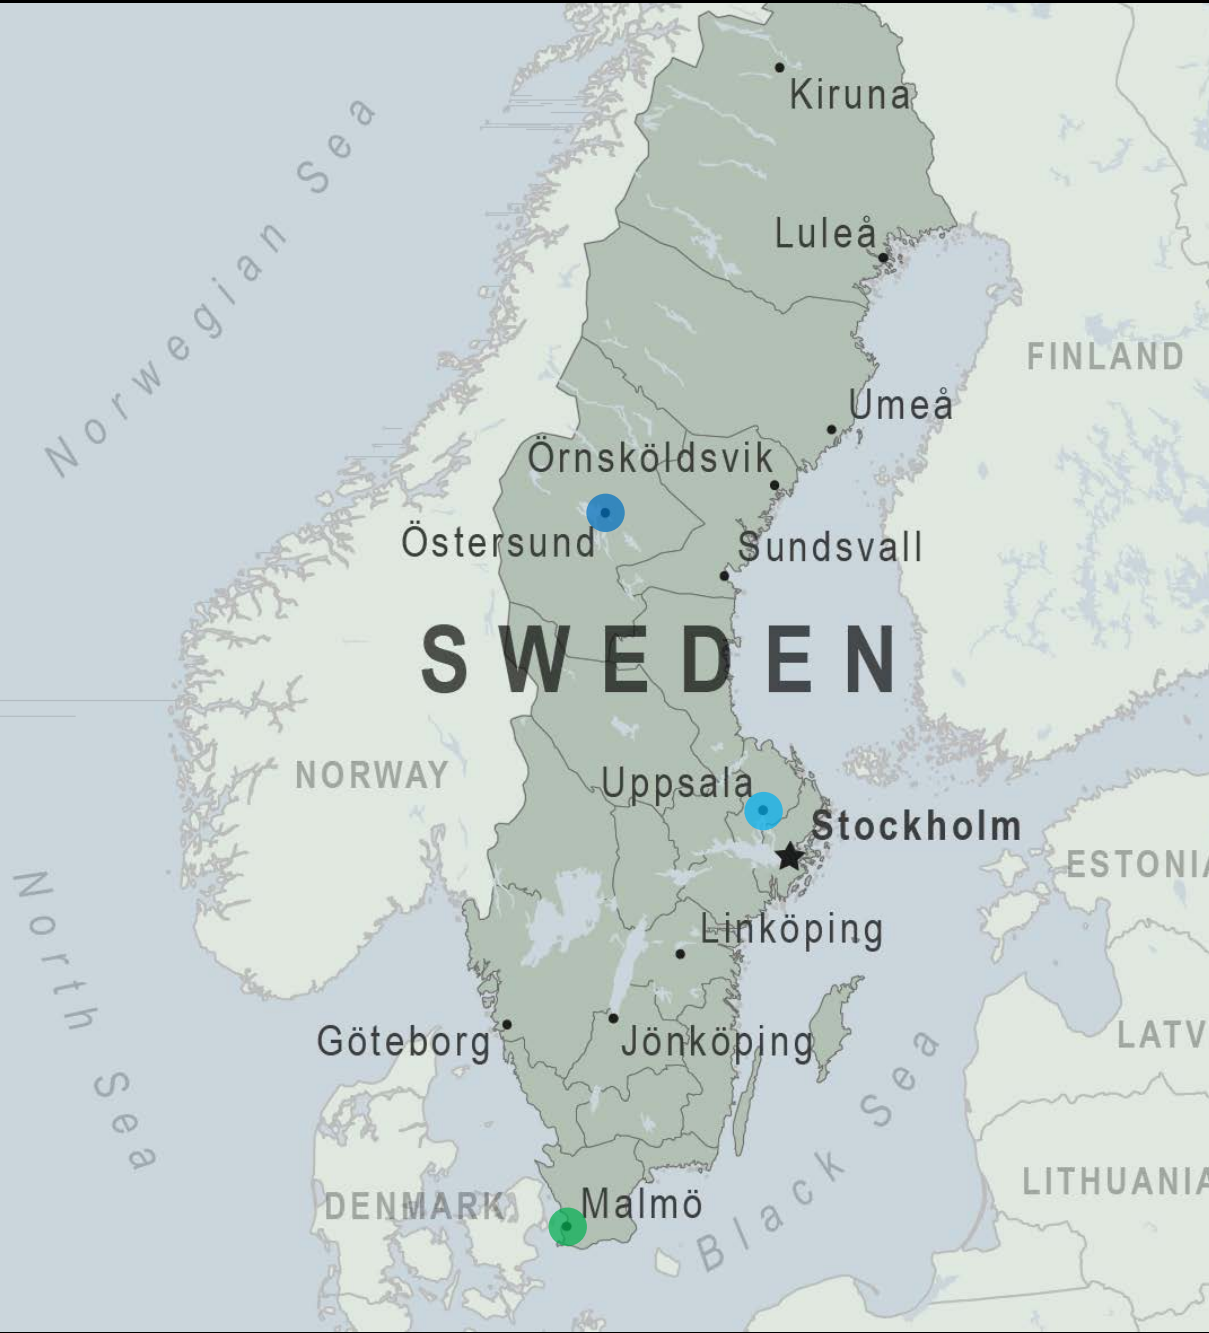 Kiruna
Norwegian Sea
Luleå
FINLAND
Umeå
Örnsköldsvik
Östersund
Sundsvall
SWEDEN
NORWAY
Uppsala
Stockholm
ESTONIA
North Sea
Linköping
Göteborg
Jönköping
LATV
Black Sea
LITHUANIA
DENMARK
Malmö